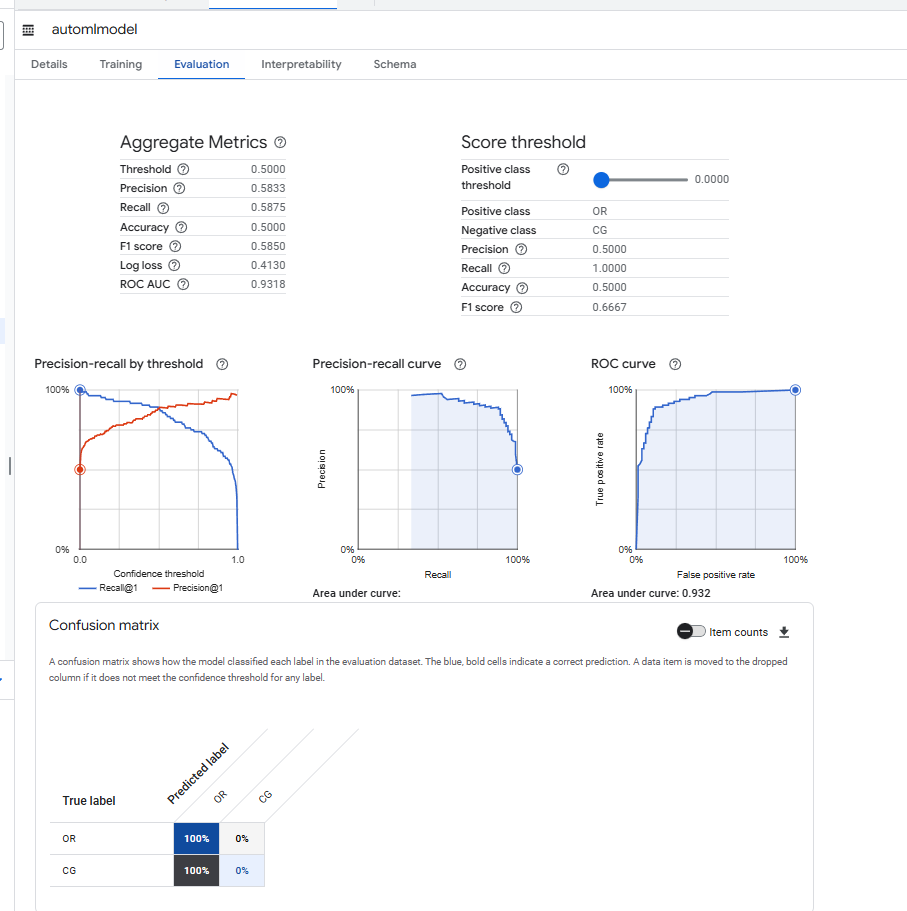 automlmodel
Details Training Evaluation Interpretability Schema
Aggregate Metrics
Threshold 0.5000
Precision 0.5833
Recall 0.5875
Accuracy 0.5000
F1 score 0.5850
Log loss 0.4130
ROC AUC 0.9318
Score threshold
Positive class threshold 0.0000
Positive class OR
Negative class CG
Precision 0.5000
Recall 1.0000
Accuracy 0.5000
F1 score 0.6667
Precision-recall by threshold
100%
0%
0.0 1.0
Confidence threshold
Recall@1 Precision@1
Precision-recall curve
100%
Precision
0%
0% 100%
Recall
Area under curve:
ROC curve
100%
True positive rate
0%
0% 100%
False positive rate
Area under curve: 0.932
Confusion matrix
Item counts
A confusion matrix shows how the model classified each label in the evaluation dataset. The blue, bold cells indicate a correct prediction. A data item is moved to the dropped
column if it does not meet the confidence threshold for any label.
True label Predicted label OR CG
OR 100% 0%
CG 100% 0%